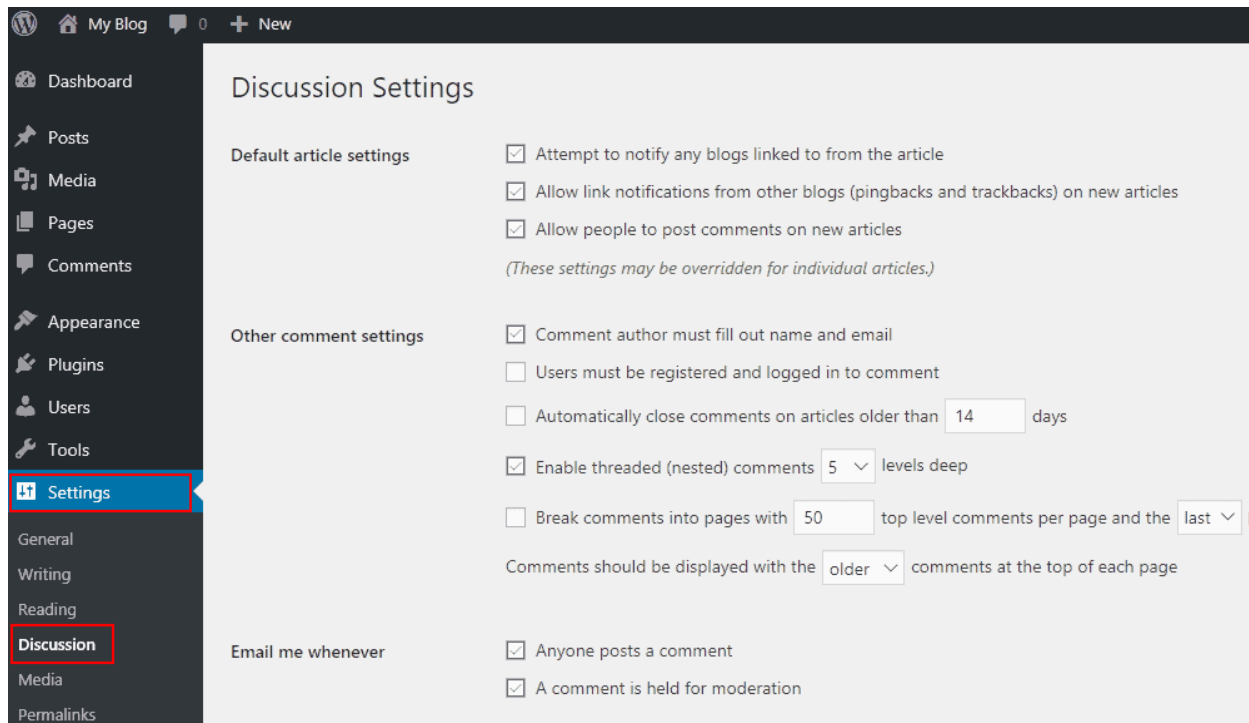 My Blog 0 New
Dashboard
Posts
Media
Pages
Comments
Appearance
Plugins
Users
Tools
Settings
General
Writing
Reading
Discussion
Media
Permalinks
Discussion Settings
Default article settings
Attempt to notify any blogs linked to from the article
Allow link notifications from other blogs (pingbacks and trackbacks) on new articles
Allow people to post comments on new articles
(These settings may be overridden for individual articles.)
Other comment settings
Comment author must fill out name and email
Users must be registered and logged in to comment
Automatically close comments on articles older than 14 days
Enable threaded (nested) comments 5 levels deep
Break comments into pages with 50 top level comments per page and the last
Comments should be displayed with the older comments at the top of each page
Email me whenever
Anyone posts a comment
A comment is held for moderation